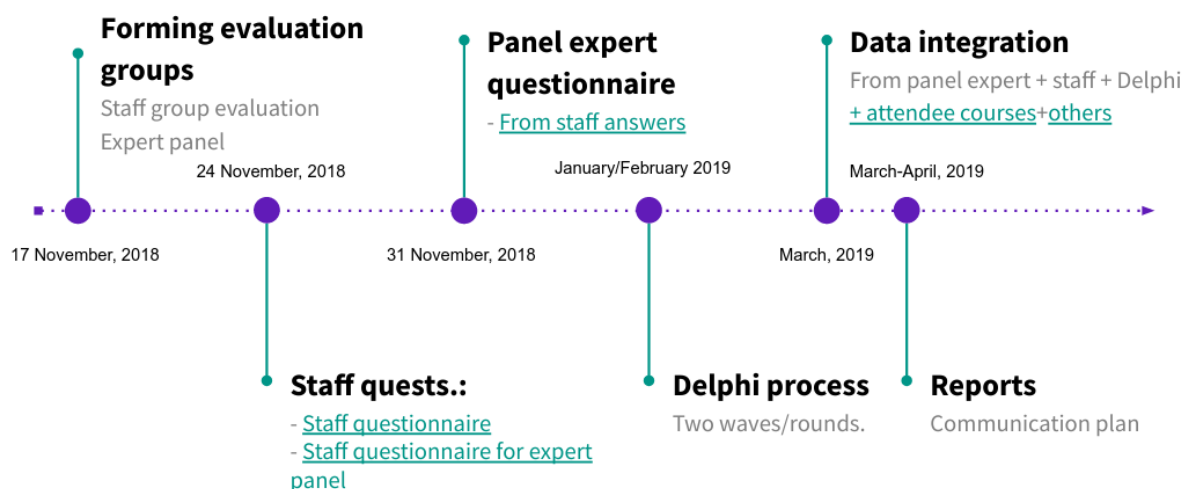 Forming evaluation
groups
Staff group evaluation
Expert panel
17 November, 2018
24 November, 2018
Staff quests.:
- Staff questionnaire
- Staff questionnaire for expert
panel
Panel expert
questionnaire
- From staff answers
31 November, 2018
January/February 2019
Delphi process
Two waves/rounds.
Data integration
From panel expert + staff + Delphi
+ attendee courses+others
March, 2019
March-April, 2019
Reports
Communication plan